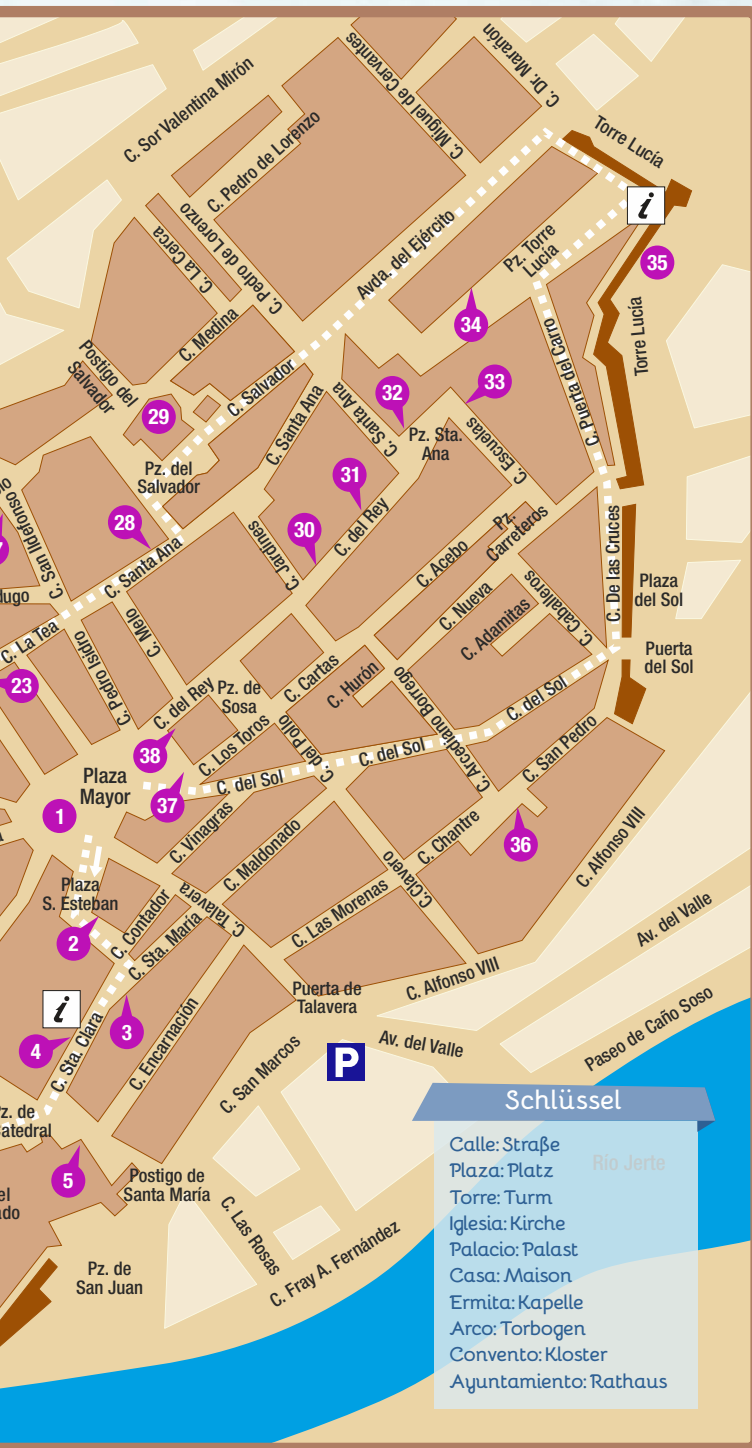 C. Dr. Marañón
C. Miguel de Cervantes
C. Sor Valentina Mirón
Torre Lucía
C. Pedro de Lorenzo
i
C. Pedro de Lorenzo
C. La Cerca
Avda. del Ejército
Pz. Torre
Lucía
35
34
Torre Lucía
C. Medina
Postigo del
Salvador
C. Salvador
C. Puerta del Carro
33
32
29
C. Santa Ana
C. Santa Ana
Pz. Sta.
Ana
Pz. del
Salvador
C. Escuelas
31
28
30
C. del Rey
Pz.
Carreteros
C. San Ildefonso
C. Jardines
C. Santa Ana
C. Acebo
C. De las Cruces
Plaza
del Sol
dugo
C. Nueva
C. Caballeros
C. La Tea
C. Melo
C. Adamitas
Puerta
del Sol
C. Pedro Isidro
23
C. del Rey
Pz. de
Sosa
C. Cartas
C. Hurón
C. Arcediano Borrego
C. del Sol
C. Los Toros
C. del Pollo
38
C. del Sol
C. San Pedro
Plaza
Mayor
C. del Sol
37
1
C. Vinagras
C. Maldonado
C. Chantre
36
C. Alfonso VIII
C. Clavero
Plaza
S. Esteban
C. Contador
C. Talavera
C. Las Morenas
Av. del Valle
2
C. Sta. María
C. Alfonso VIII
Puerta de
Talavera
i
3
4
C. Sta. Clara
C. Encarnación
Av. del Valle
Paseo de Caño Soso
P
C. San Marcos
Schlüssel
z. de
atedral
Calle: Straße
Plaza: Platz
Torre: Turm
Iglesia: Kirche
Palacio: Palast
Casa: Maison
Ermita: Kapelle
Arco: Torbogen
Convento: Kloster
Ayuntamiento: Rathaus
Río Jerte
5
Postigo de
Santa María
el
do
C. Las Rosas
C. Fray A. Fernández
Pz. de
San Juan